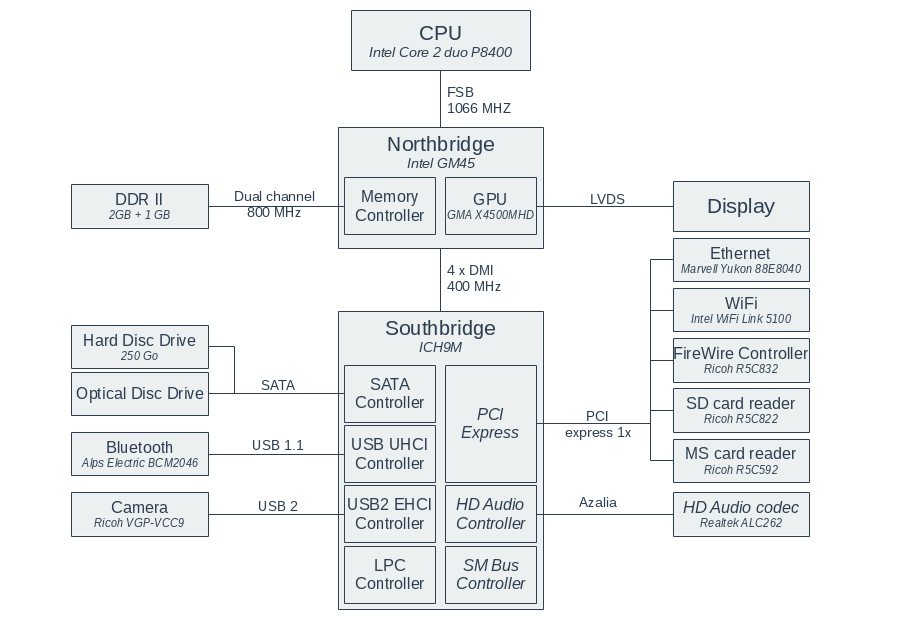 CPU
Intel Core 2 duo P8400
FSB
1066 MHZ
Northbridge
Intel GM45
Memory
Controller
GPU
GMA X4500MHD
DDR II
2GB + 1 GB
Dual channel
800 MHz
LVDS
Display
4 x DMI
400 MHz
Ethernet
Marvell Yukon 88E8040
WiFi
Intel WiFi Link 5100
FireWire Controller
Ricoh R5C832
SD card reader
Ricoh R5C822
MS card reader
Ricoh R5C592
PCI
express 1x
Southbridge
ICH9M
Hard Disc Drive
250 Go
Optical Disc Drive
SATA
SATA
Controller
PCI
Express
Bluetooth
Alps Electric BCM2046
USB 1.1
USB UHCI
Controller
Camera
Ricoh VGP-VCC9
USB 2
USB2 EHCI
Controller
HD Audio
Controller
Azalia
HD Audio codec
Realtek ALC262
LPC
Controller
SM Bus
Controller